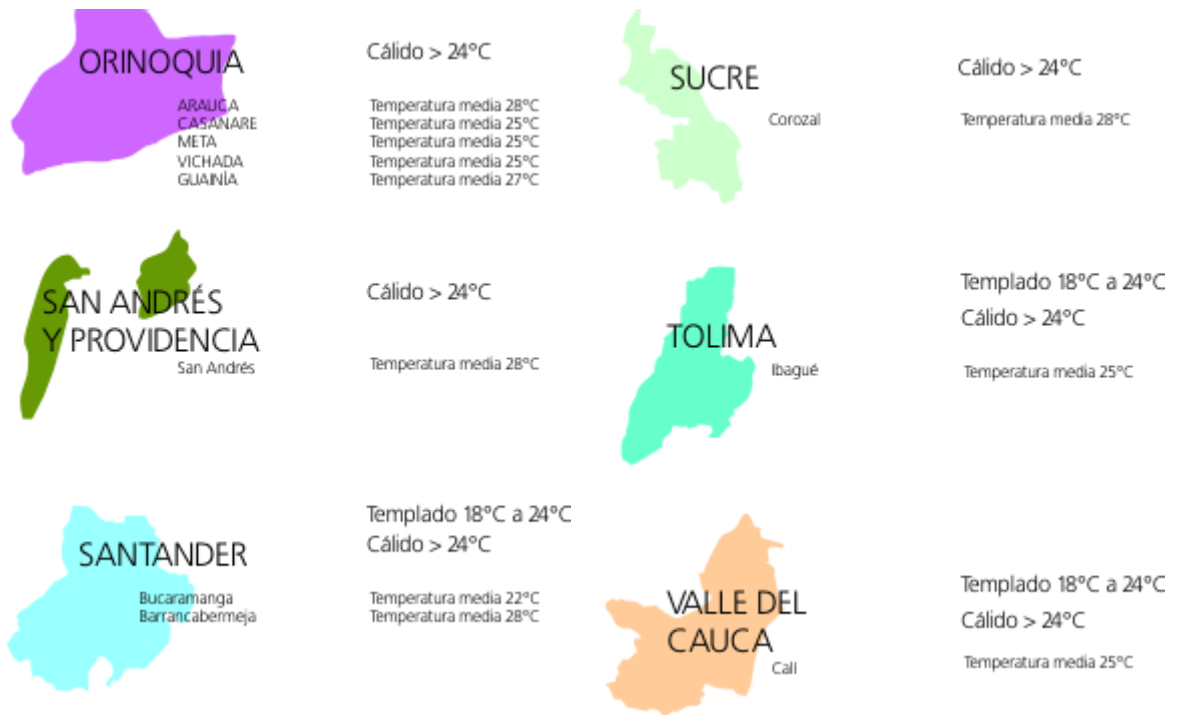 ORINOQUIA
Cálido > 24°C
ARAUCA Temperatura media 28°C
CASANARE Temperatura media 25°C
META Temperatura media 25°C
VICHADA Temperatura media 25°C
GUAINÍA Temperatura media 27°C
SUCRE
Cálido > 24°C
Corozal Temperatura media 28°C
SAN ANDRÉS
Y PROVIDENCIA
Cálido > 24°C
San Andrés Temperatura media 28°C
TOLIMA
Templado 18°C a 24°C
Cálido > 24°C
Ibagué Temperatura media 25°C
SANTANDER
Templado 18°C a 24°C
Cálido > 24°C
Bucaramanga Temperatura media 22°C
Barrancabermeja Temperatura media 28°C
VALLE DEL
CAUCA
Templado 18°C a 24°C
Cálido > 24°C
Cali Temperatura media 25°C